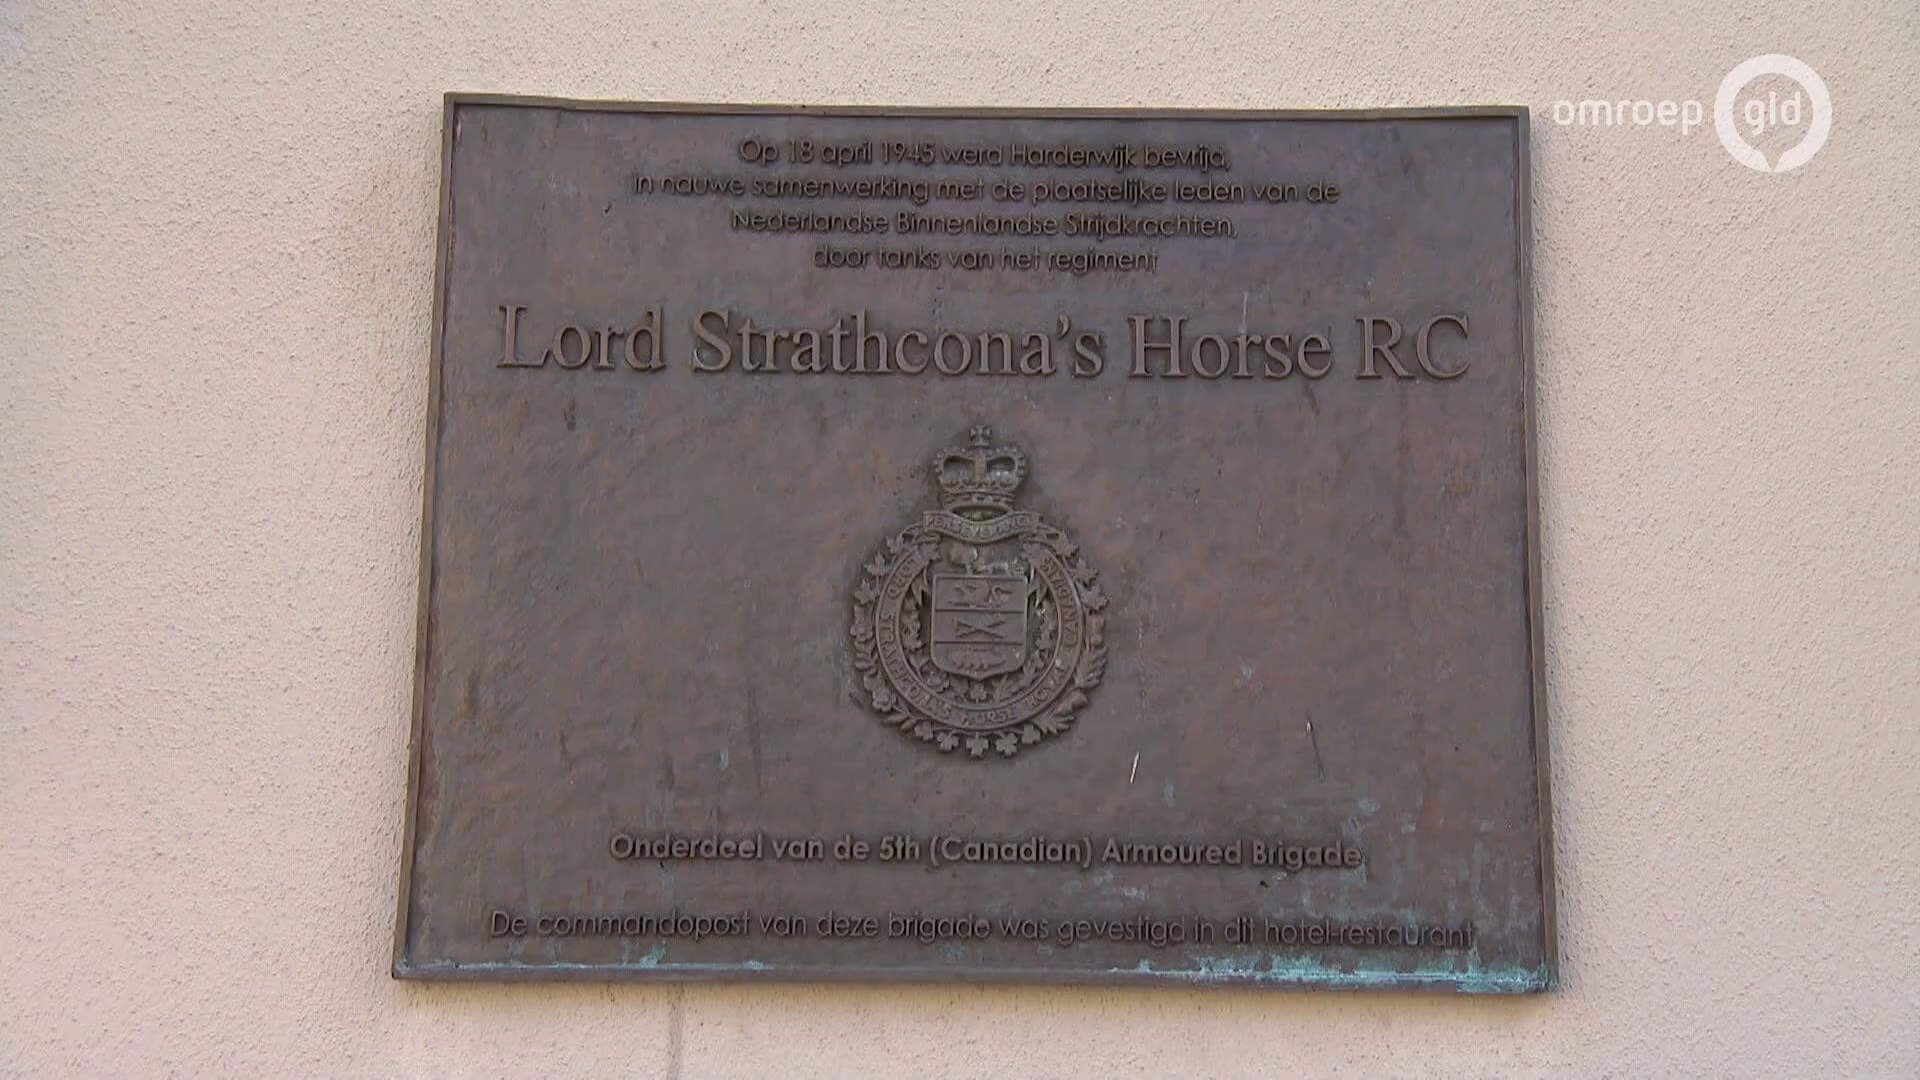 omroep gld
Op 18 april 1945 werd Harderwijk bevrijd,
in nauwe samenwerking met de plaatselijke leden van de
Nederlandse Binnenlandse Strijdkrachten,
door tanks van het regiment
Lord Strathcona's Horse RC
PERSEVERANCE
LORD STRATHCONA'S HORSE ROYAL CANADIANS
Onderdeel van de 5th (Canadian) Armoured Brigade
De commandopost van deze brigade was gevestigd in dit hotel-restaurant